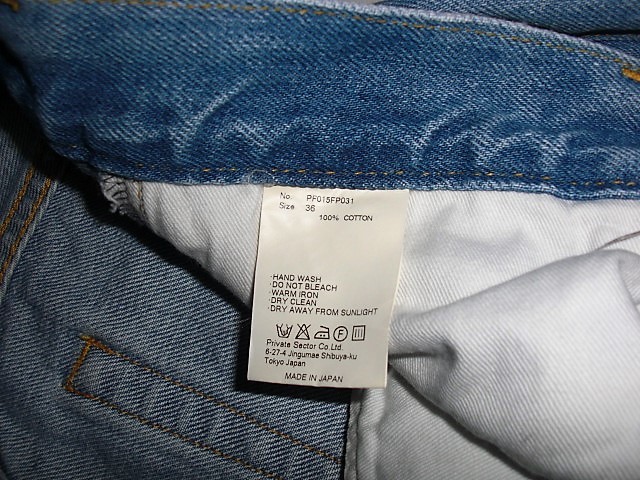 No. PF015FP031
Size 36
100% COTTON
·HAND WASH
·DO NOT BLEACH
·WARM IRON
·DRY CLEAN
·DRY AWAY FROM SUNLIGHT
F
Private Sector Co Ltd.
6-27-4 Jingumae Shibuya-ku
Tokyo Japan
MADE IN JAPAN